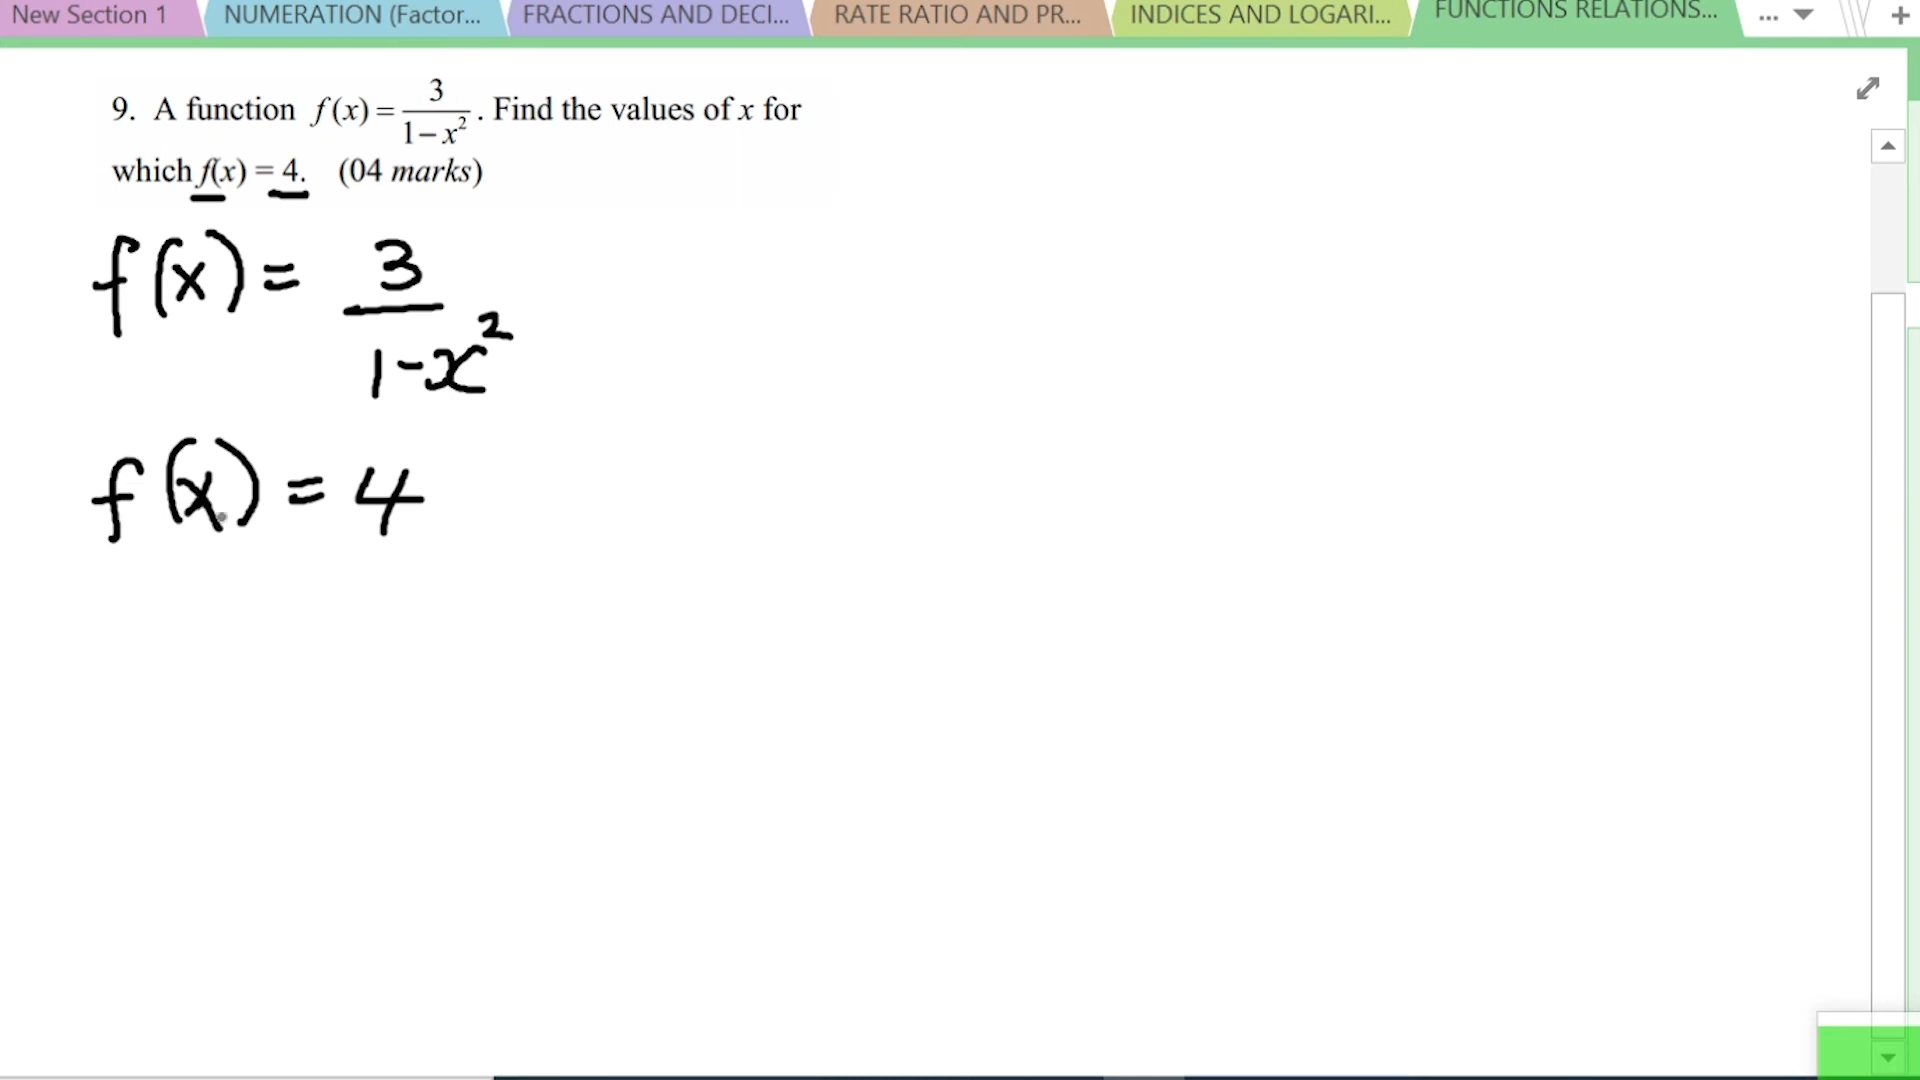 New Section 1 NUMERATION (Factor... FRACTIONS AND DECI... RATE RATIO AND PR... INDICES AND LOGARI... FUNCTIONS RELATIONS... ... +
9. A function f(x) = 3/(1 − x²). Find the values of x for
which f(x) = 4. (04 marks)
f(x) = 3/(1-x²)
f(x) = 4